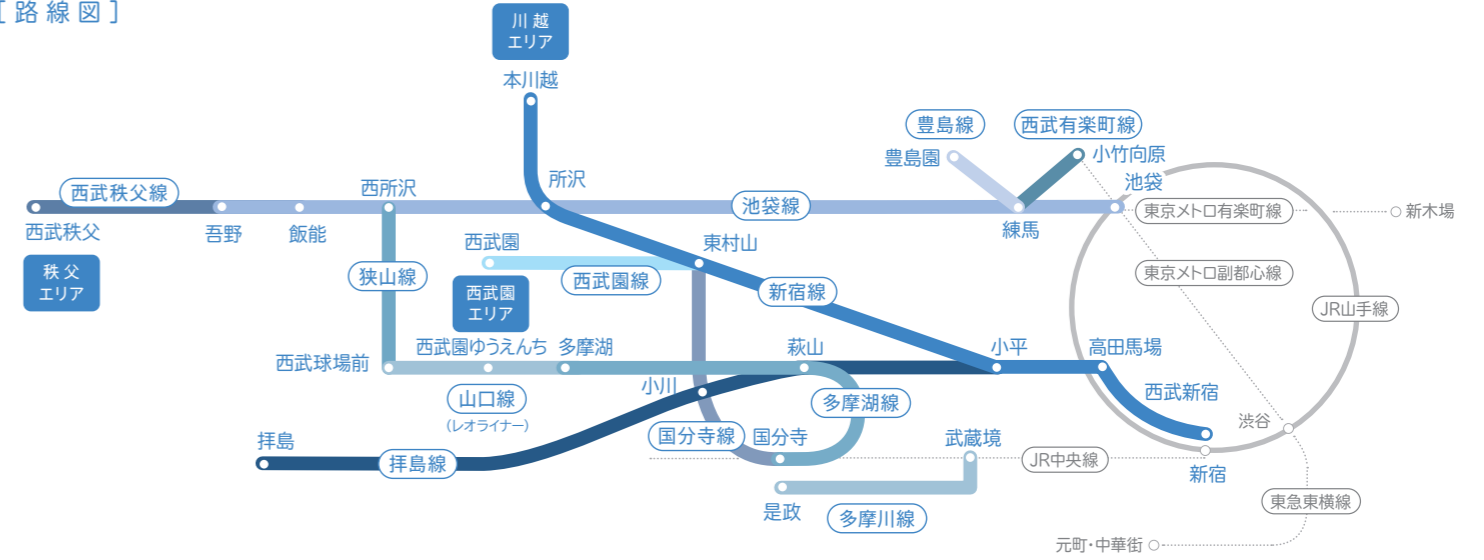 [路線図]
川越
エリア
本川越
豊島線
西武有楽町線
豊島園
小竹向原
池袋
西武秩父線
西所沢
所沢
池袋線
東京メトロ有楽町線
新木場
西武秩父
吾野
飯能
練馬
秩父
エリア
西武園
東村山
狭山線
西武園線
西武園
エリア
新宿線
東京メトロ副都心線
JR山手線
西武球場前
西武園ゆうえんち
多摩湖
萩山
小平
高田馬場
小川
山口線
(レオライナー)
多摩湖線
西武新宿
渋谷
拝島
拝島線
国分寺線
国分寺
武蔵境
JR中央線
新宿
是政
多摩川線
東急東横線
元町・中華街